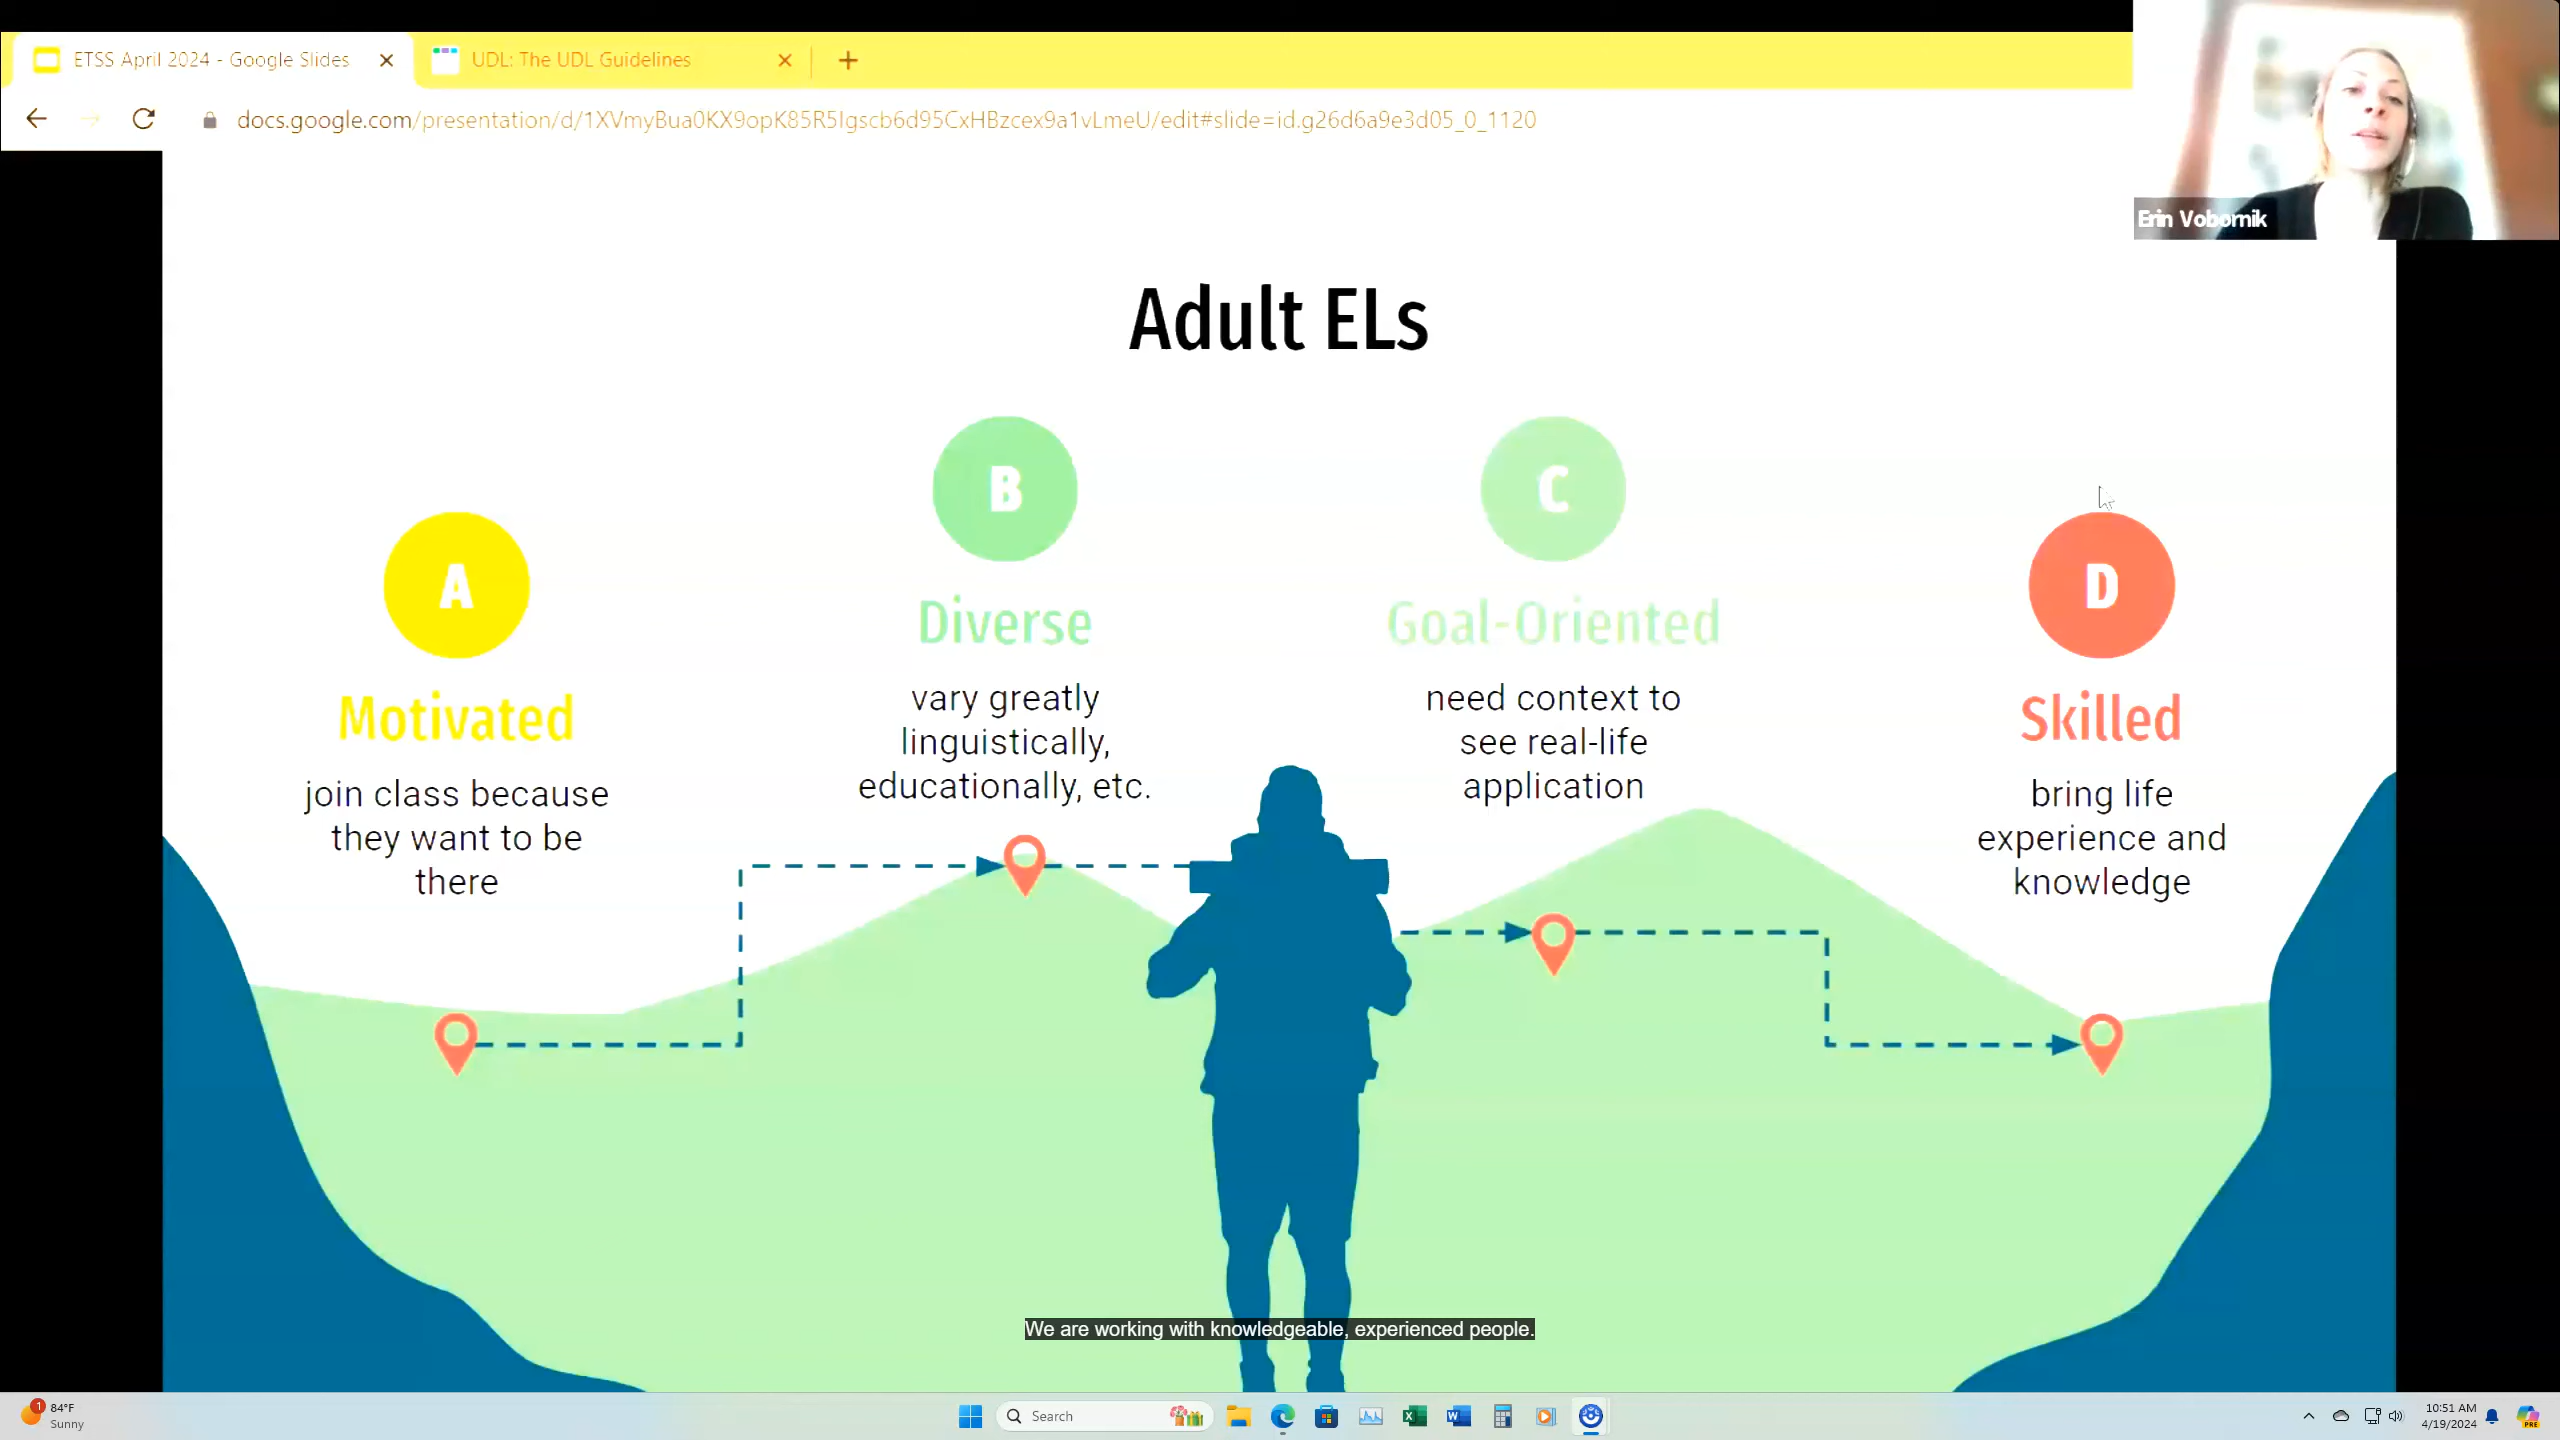 ETSS April 2024 - Google Slides
UDL: The UDL Guidelines
docs.google.com/presentation/d/1XVmyBua0KX9opK85R5Igscb6d95CxHBzcex9a1vLmeU/edit#slide=id.g26d6a9e3d05_0_1120
Erin Vobornik
Adult ELs
A
Motivated
join class because
they want to be
there
B
Diverse
vary greatly
linguistically,
educationally, etc.
C
Goal-Oriented
need context to
see real-life
application
D
Skilled
bring life
experience and
knowledge
We are working with knowledgeable, experienced people.
1
84°F
Sunny
Search
10:51 AM
4/19/2024
PRE